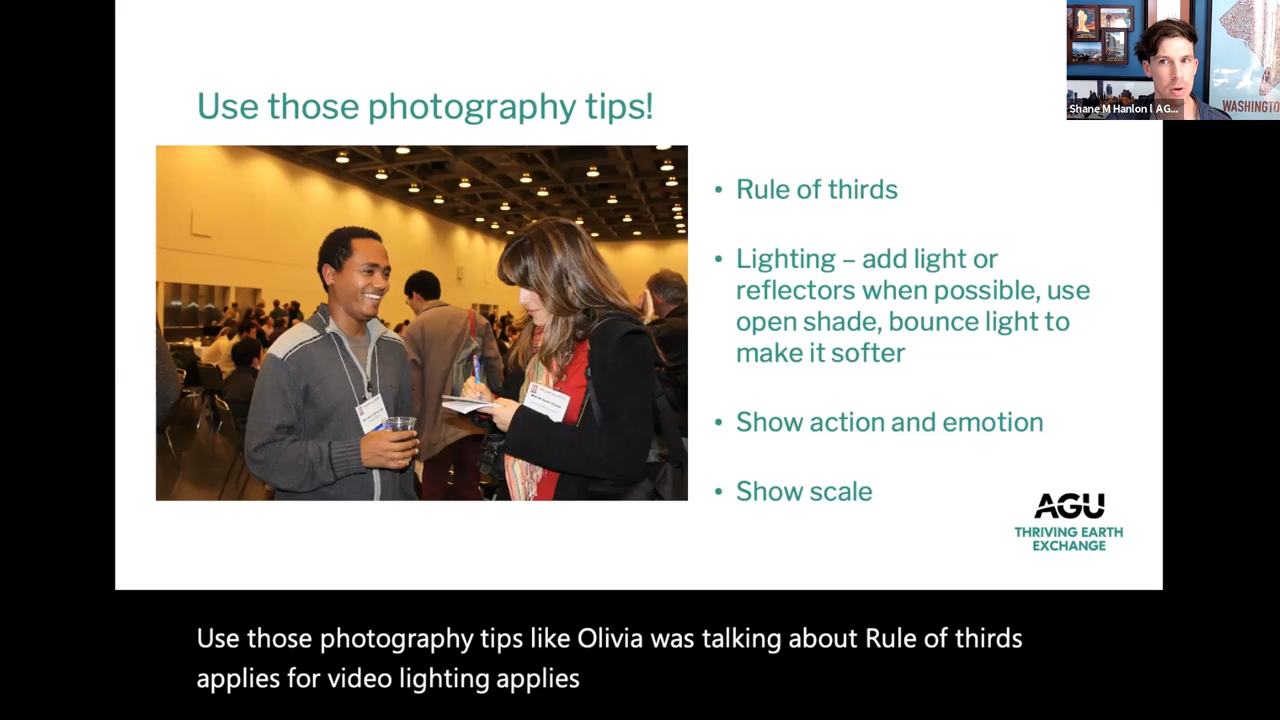 Use those photography tips!
Shane M Hanlon l AG...
WASHINGTO
• Rule of thirds
• Lighting – add light or
reflectors when possible, use
open shade, bounce light to
make it softer
• Show action and emotion
• Show scale
AGU
THRIVING EARTH
EXCHANGE
Use those photography tips like Olivia was talking about Rule of thirds
applies for video lighting applies